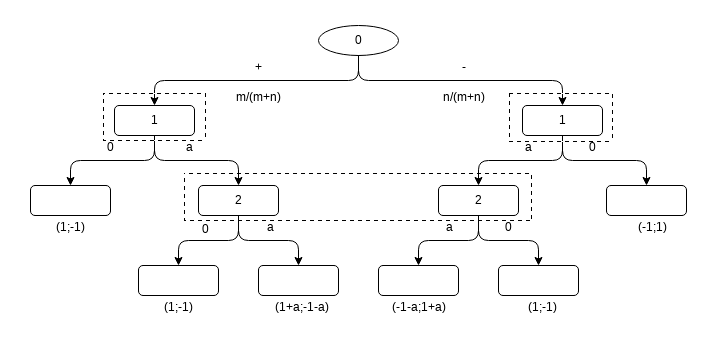 0
+ -
m/(m+n) n/(m+n)
1 1
0 a a 0
2 2
(1;-1) (-1;1)
0 a a 0
(1;-1) (1+a;-1-a) (-1-a;1+a) (1;-1)